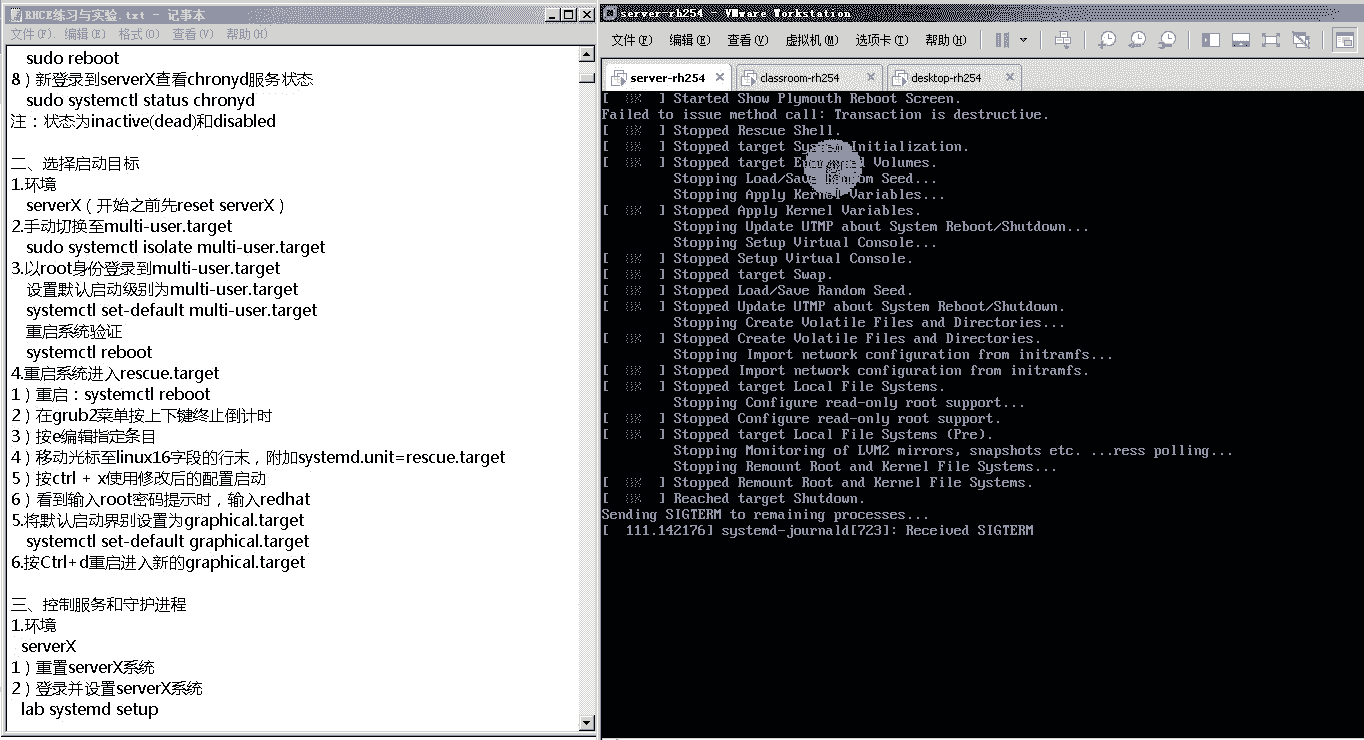 RHCE练习与实验.txt - 记事本
文件(F) 编辑(E) 格式(O) 查看(V) 帮助(H)
sudo reboot
8）新登录到serverX查看chronyd服务状态
sudo systemctl status chronyd
注：状态为inactive(dead)和disabled
二、选择启动目标
1.环境
serverX（开始之前先reset serverX）
2.手动切换至multi-user.target
sudo systemctl isolate multi-user.target
3.以root身份登录到multi-user.target
设置默认启动级别为multi-user.target
systemctl set-default multi-user.target
重启系统验证
systemctl reboot
4.重启系统进入rescue.target
1）重启：systemctl reboot
2）在grub2菜单按上下键终止倒计时
3）按e编辑指定条目
4）移动光标至linux16字段的行末，附加systemd.unit=rescue.target
5）按ctrl + x使用修改后的配置启动
6）看到输入root密码提示时，输入redhat
5.将默认启动界别设置为graphical.target
systemctl set-default graphical.target
6.按Ctrl+d重启进入新的graphical.target
三、控制服务和守护进程
1.环境
serverX
1）重置serverX系统
2）登录并设置serverX系统
lab systemd setup
server-rh254 - VMware Workstation
文件(F) 编辑(E) 查看(V) 虚拟机(M) 选项卡(T) 帮助(H)
server-rh254 classroom-rh254 desktop-rh254
[ OK ] Started Show Plymouth Reboot Screen.
Failed to issue method call: Transaction is destructive.
[ OK ] Stopped Rescue Shell.
[ OK ] Stopped target System Initialization.
[ OK ] Stopped target Encrypted Volumes.
Stopping Load/Save Random Seed...
Stopping Apply Kernel Variables...
[ OK ] Stopped Apply Kernel Variables.
Stopping Update UTMP about System Reboot/Shutdown...
Stopping Setup Virtual Console...
[ OK ] Stopped Setup Virtual Console.
[ OK ] Stopped target Swap.
[ OK ] Stopped Load/Save Random Seed.
[ OK ] Stopped Update UTMP about System Reboot/Shutdown.
Stopping Create Volatile Files and Directories...
[ OK ] Stopped Create Volatile Files and Directories.
Stopping Import network configuration from initramfs...
[ OK ] Stopped Import network configuration from initramfs.
[ OK ] Stopped target Local File Systems.
Stopping Configure read-only root support...
[ OK ] Stopped Configure read-only root support.
[ OK ] Stopped target Local File Systems (Pre).
Stopping Monitoring of LVM2 mirrors, snapshots etc. ...ress polling...
Stopping Remount Root and Kernel File Systems...
[ OK ] Stopped Remount Root and Kernel File Systems.
[ OK ] Reached target Shutdown.
Sending SIGTERM to remaining processes...
[ 111.142176] systemd-journald[723]: Received SIGTERM